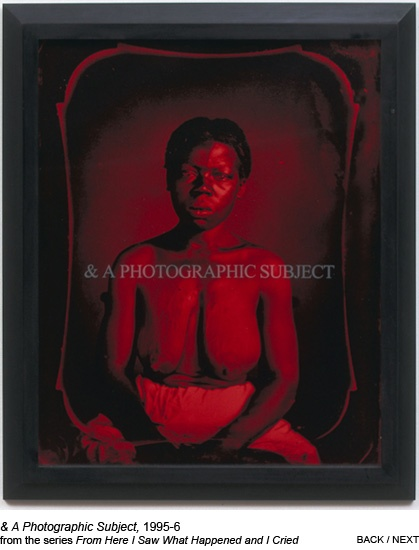 & A PHOTOGRAPHIC SUBJECT
& A Photographic Subject, 1995-6
from the series From Here I Saw What Happened and I Cried
BACK / NEXT